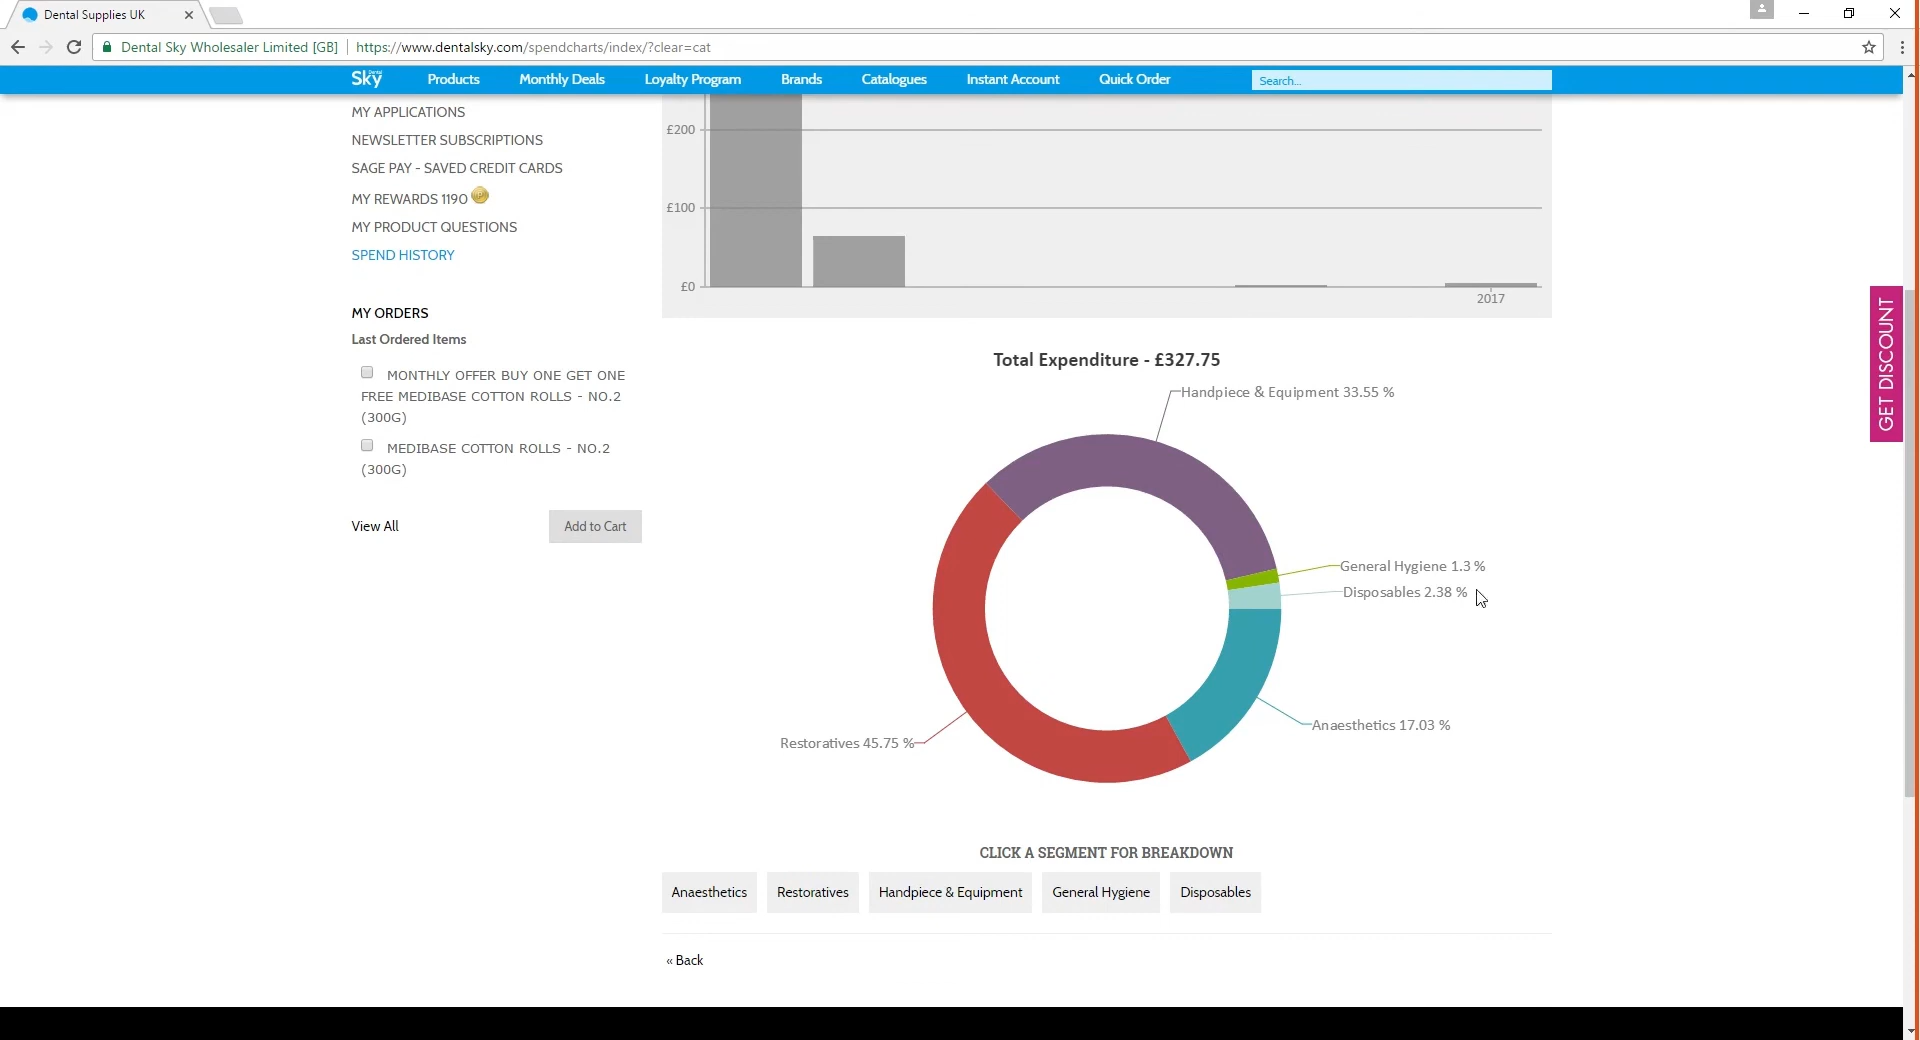 Dental Supplies UK
Dental Sky Wholesaler Limited [GB]
https://www.dentalsky.com/spendcharts/index/?clear=cat
Dental
Sky
Products
Monthly Deals
Loyalty Program
Brands
Catalogues
Instant Account
Quick Order
Search...
MY APPLICATIONS
NEWSLETTER SUBSCRIPTIONS
SAGE PAY - SAVED CREDIT CARDS
MY REWARDS 1190
MY PRODUCT QUESTIONS
SPEND HISTORY
MY ORDERS
Last Ordered Items
MONTHLY OFFER BUY ONE GET ONE
FREE MEDIBASE COTTON ROLLS - NO.2
(300G)
MEDIBASE COTTON ROLLS - NO.2
(300G)
View All
Add to Cart
£200
£100
£0
2017
Total Expenditure - £327.75
Handpiece & Equipment 33.55 %
General Hygiene 1.3 %
Disposables 2.38 %
Anaesthetics 17.03 %
Restoratives 45.75 %
CLICK A SEGMENT FOR BREAKDOWN
Anaesthetics
Restoratives
Handpiece & Equipment
General Hygiene
Disposables
« Back
GET DISCOUNT